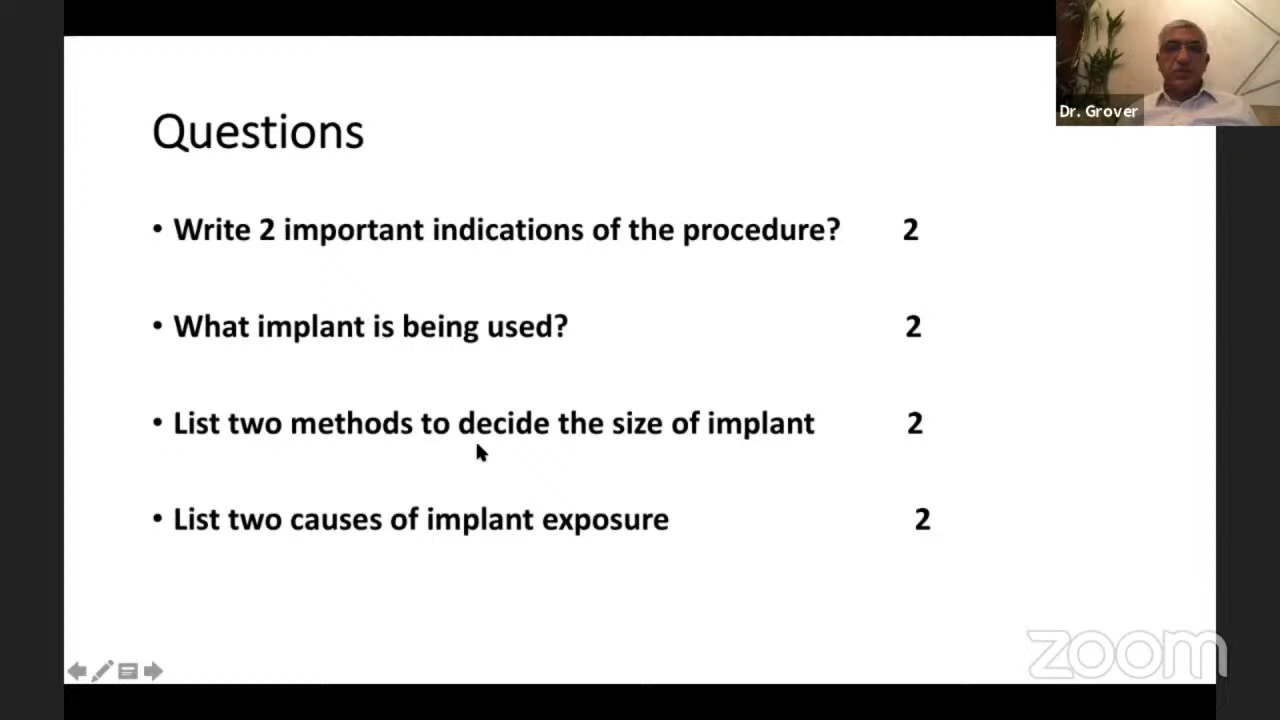 Dr. Grover
Questions
• Write 2 important indications of the procedure? 2
• What implant is being used? 2
• List two methods to decide the size of implant 2
• List two causes of implant exposure 2
zoom